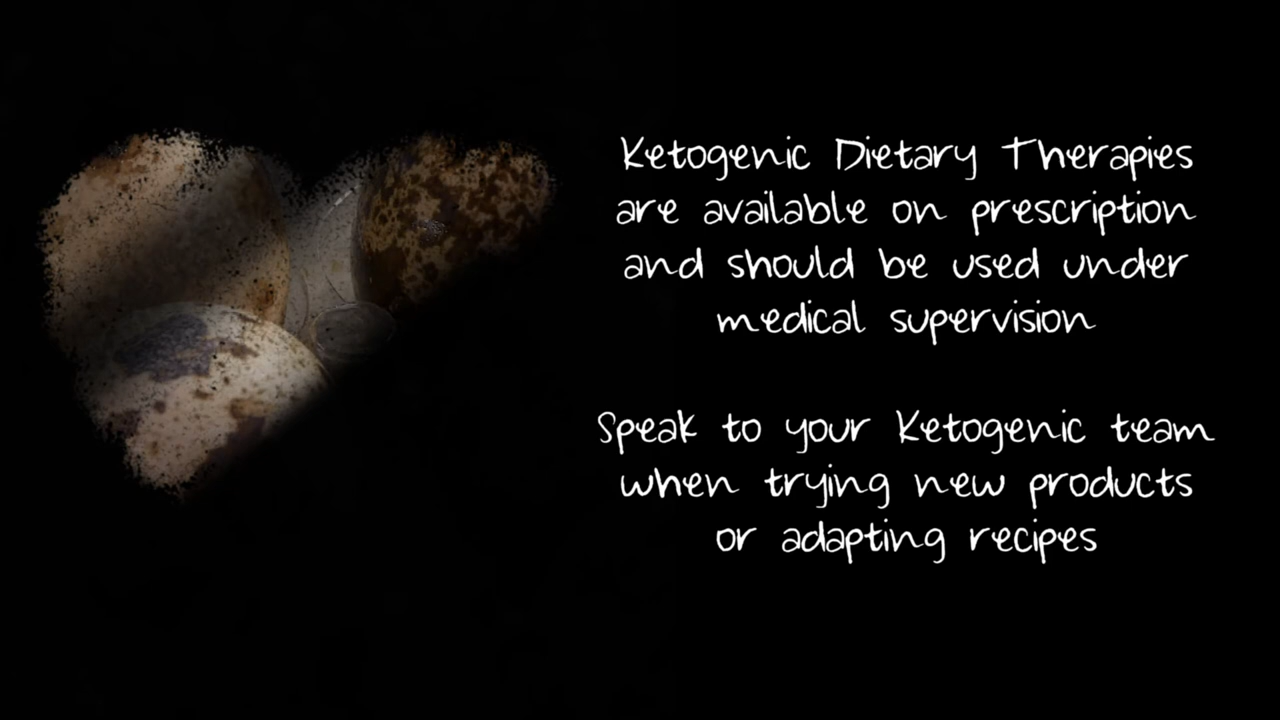 Ketogenic Dietary Therapies
are available on prescription
and should be used under
medical supervision
Speak to your Ketogenic team
when trying new products
or adapting recipes